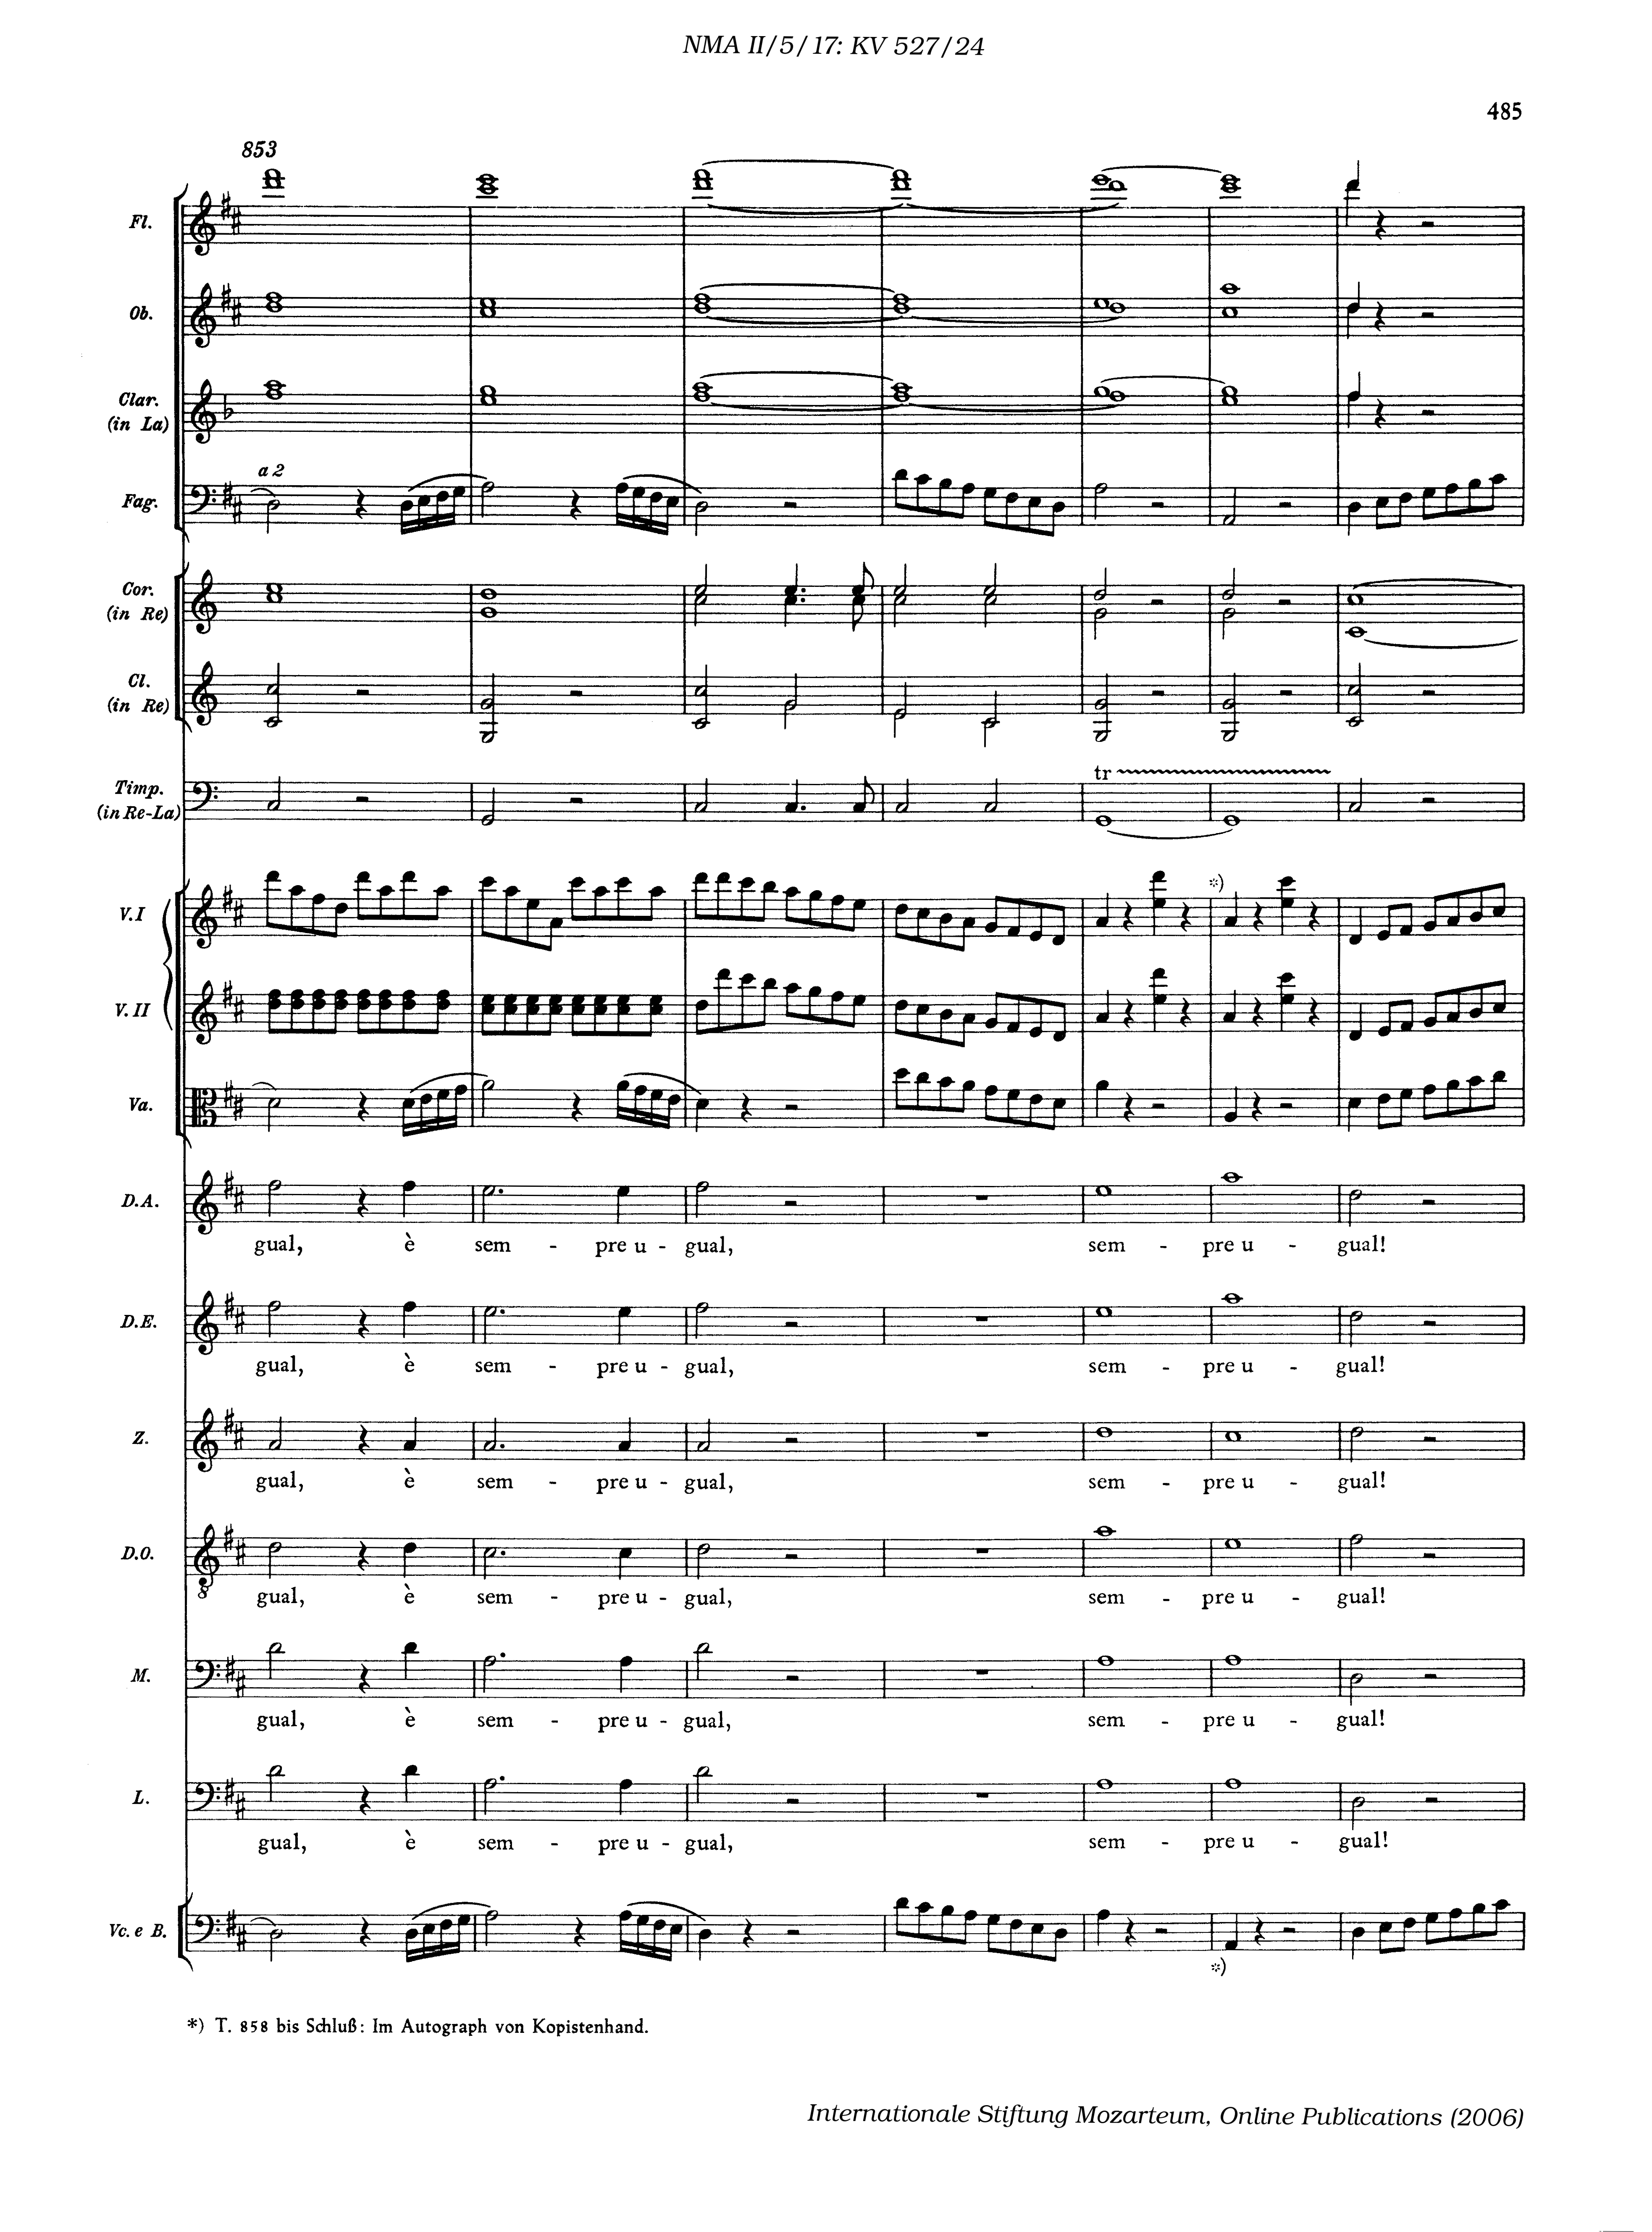 NMA II/5/17: KV 527/24
485
853
Fl.
Ob.
Clar.
(in La)
a 2
Fag.
Cor.
(in Re)
Cl.
(in Re)
tr
Timp.
(in Re-La)
*)
V. I
V. II
Va.
D.A.
gual, è sem - pre u - gual, sem - pre u - gual!
D.E.
gual, è sem - pre u - gual, sem - pre u - gual!
Z.
gual, è sem - pre u - gual, sem - pre u - gual!
D.O.
gual, è sem - pre u - gual, sem - pre u - gual!
M.
gual, è sem - pre u - gual, sem - pre u - gual!
L.
gual, è sem - pre u - gual, sem - pre u - gual!
Vc. e B.
*)
*) T. 858 bis Schluß: Im Autograph von Kopistenhand.
Internationale Stiftung Mozarteum, Online Publications (2006)